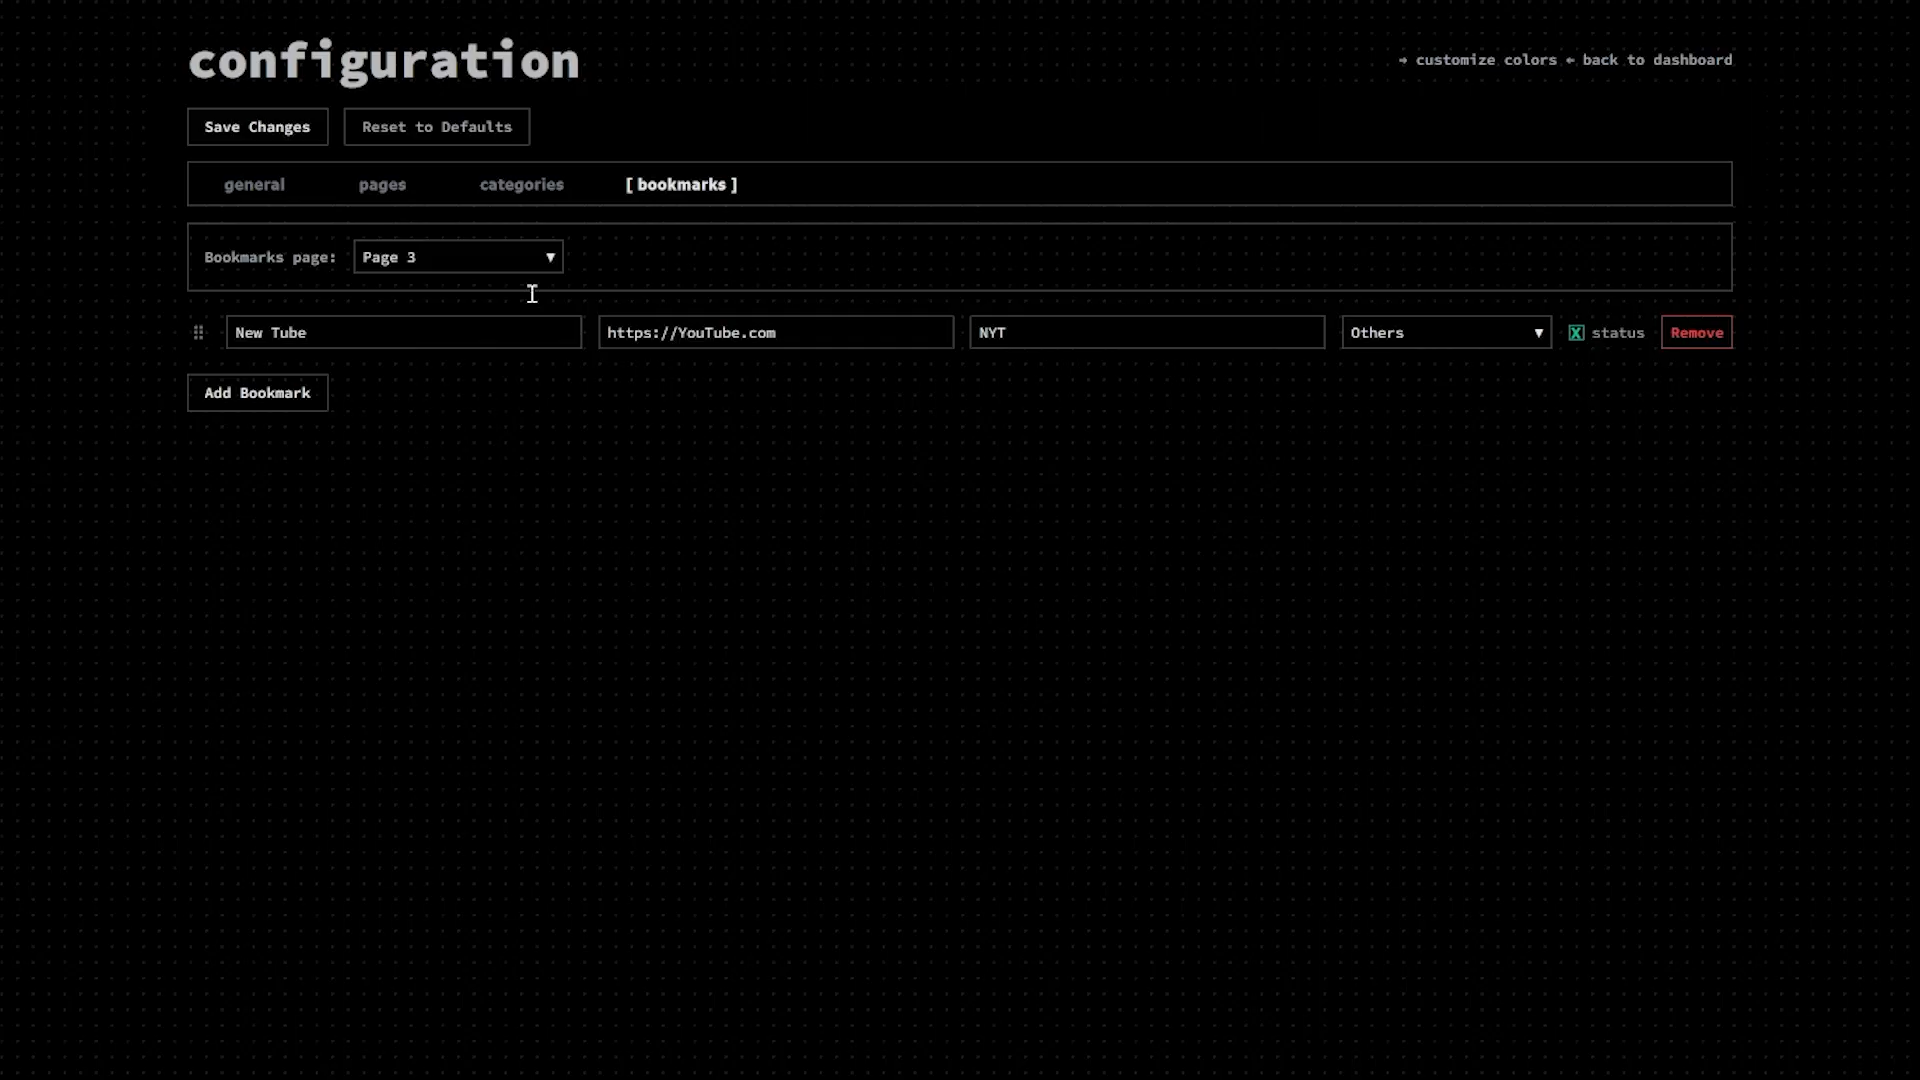 configuration
→ customize colors ← back to dashboard
Save Changes Reset to Defaults
general pages categories [ bookmarks ]
Bookmarks page: Page 3 ▼
New Tube https://YouTube.com NYT Others ▼ X status Remove
Add Bookmark